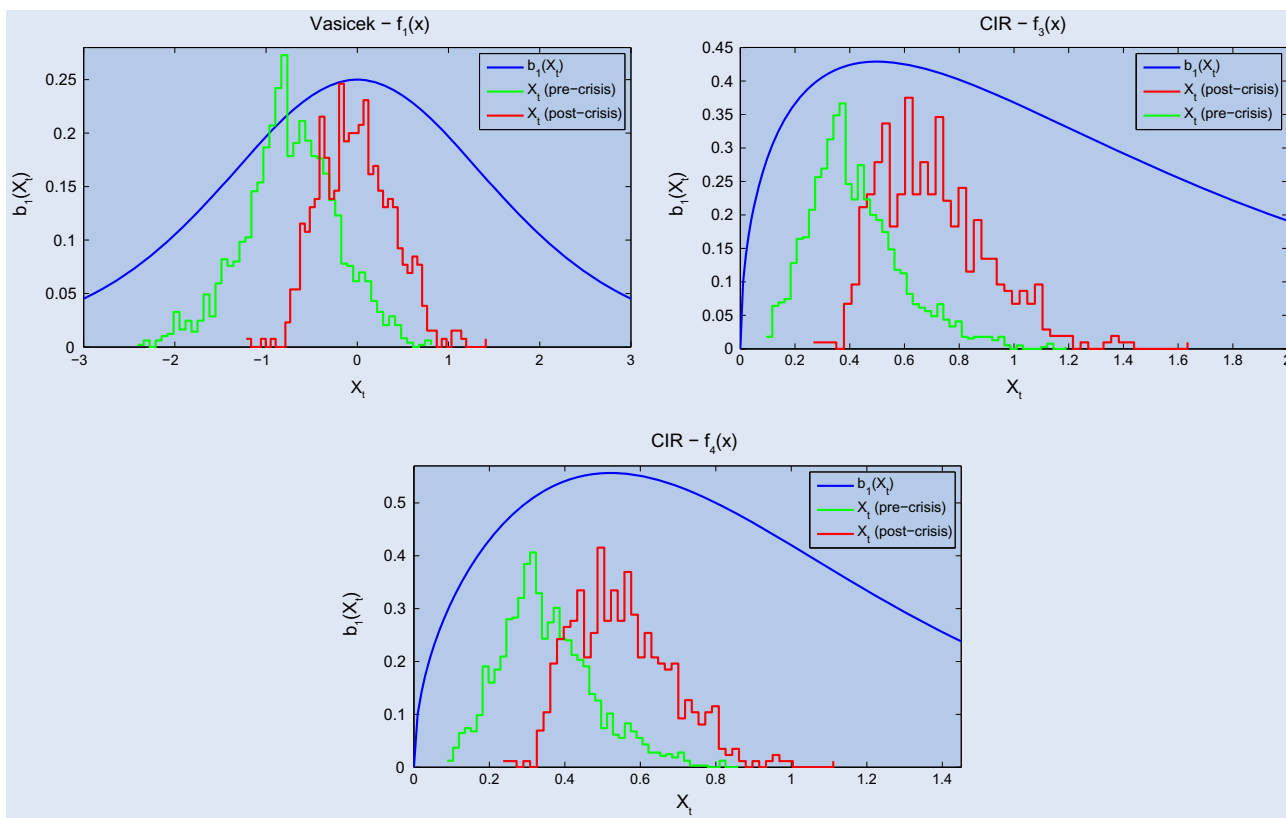 Vasicek − f1(x)
b1(Xt)
Xt (pre−crisis)
Xt (post−crisis)
0.25
0.2
0.15
0.1
0.05
0
b1(Xt)
−3 −2 −1 0 1 2 3
Xt
CIR − f3(x)
b1(Xt)
Xt (post−crisis)
Xt (pre−crisis)
0.45
0.4
0.35
0.3
0.25
0.2
0.15
0.1
0.05
0
b1(Xt)
0 0.2 0.4 0.6 0.8 1 1.2 1.4 1.6 1.8 2
Xt
CIR − f4(x)
b1(Xt)
Xt (pre−crisis)
Xt (post−crisis)
0.5
0.4
0.3
0.2
0.1
0
b1(Xt)
0 0.2 0.4 0.6 0.8 1 1.2 1.4
Xt